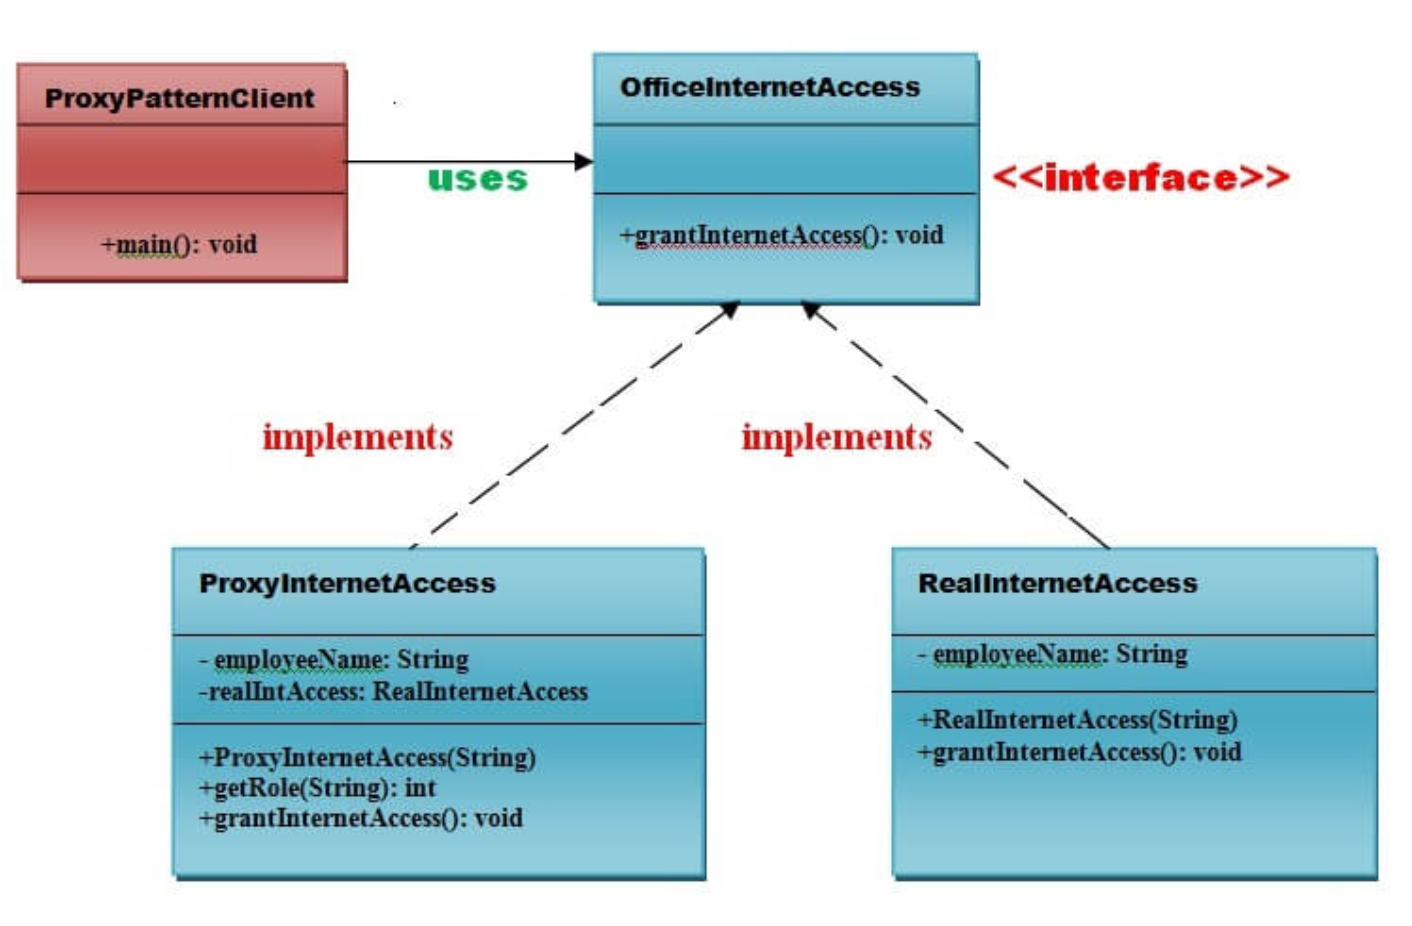 ProxyPatternClient
+main(): void
uses
OfficeInternetAccess
+grantInternetAccess(): void
<<interface>>
implements
implements
ProxyInternetAccess
- employeeName: String
-realIntAccess: RealInternetAccess
+ProxyInternetAccess(String)
+getRole(String): int
+grantInternetAccess(): void
RealInternetAccess
- employeeName: String
+RealInternetAccess(String)
+grantInternetAccess(): void